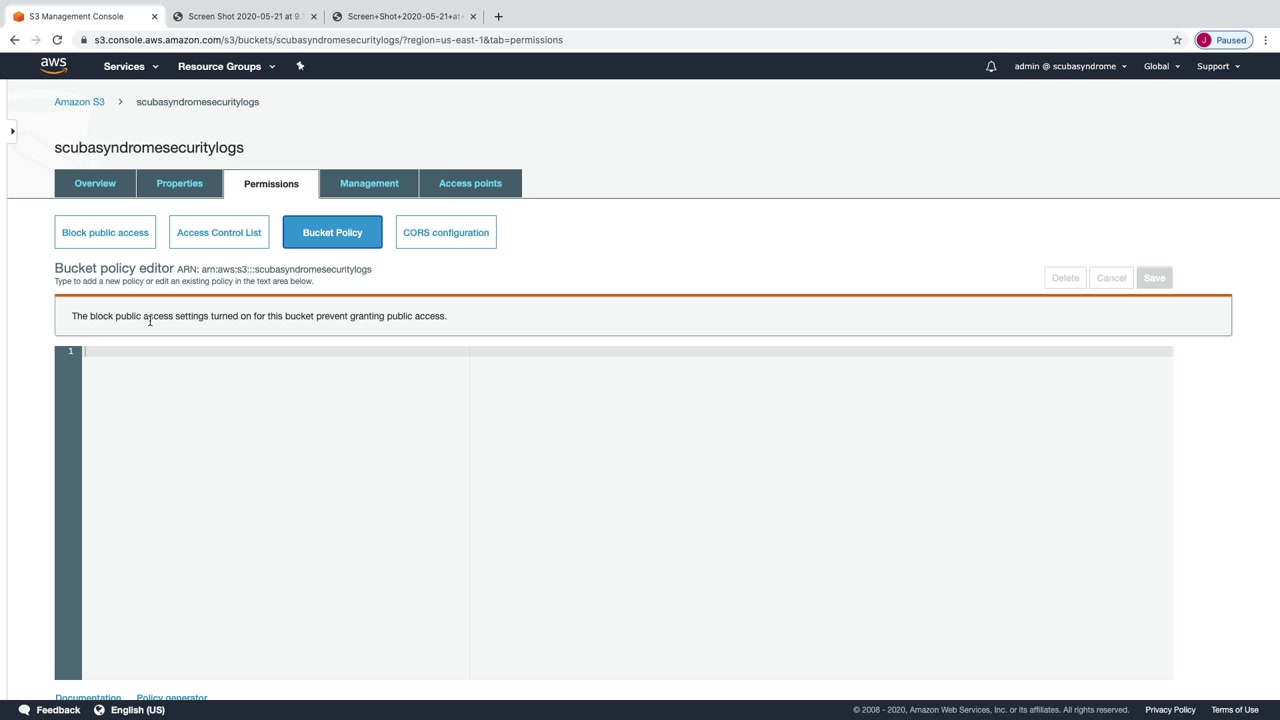 S3 Management Console
Screen Shot 2020-05-21 at 9.
Screen+Shot+2020-05-21+at
s3.console.aws.amazon.com/s3/buckets/scubasyndromesecuritylogs/?region=us-east-1&tab=permissions
J Paused
aws Services Resource Groups admin @ scubasyndrome Global Support
Amazon S3 > scubasyndromesecuritylogs
scubasyndromesecuritylogs
Overview Properties Permissions Management Access points
Block public access Access Control List Bucket Policy CORS configuration
Bucket policy editor ARN: arn:aws:s3:::scubasyndromesecuritylogs
Type to add a new policy or edit an existing policy in the text area below.
Delete Cancel Save
The block public access settings turned on for this bucket prevent granting public access.
1
Documentation Policy generator
Feedback English (US) © 2008 - 2020, Amazon Web Services, Inc. or its affiliates. All rights reserved. Privacy Policy Terms of Use